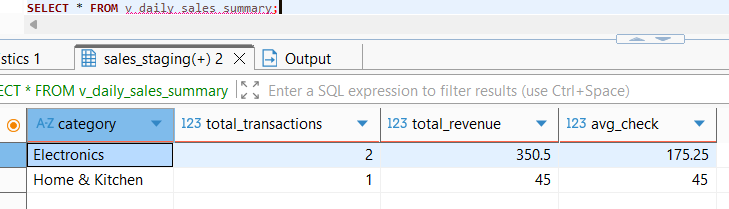 SELECT * FROM v_daily_sales_summary;
stics 1 sales_staging(+) 2 Output
ECT * FROM v_daily_sales_summary Enter a SQL expression to filter results (use Ctrl+Space)
A-Z category 123 total_transactions 123 total_revenue 123 avg_check
Electronics 2 350.5 175.25
Home & Kitchen 1 45 45